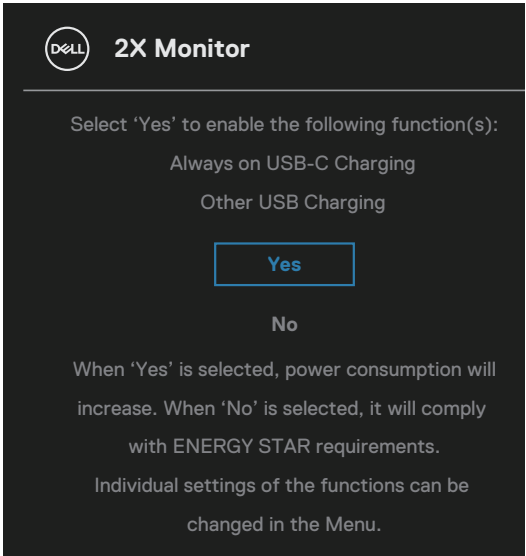 DELL
2X Monitor
Select ‘Yes’ to enable the following function(s):
Always on USB-C Charging
Other USB Charging
Yes
No
When ‘Yes’ is selected, power consumption will
increase. When ‘No’ is selected, it will comply
with ENERGY STAR requirements.
Individual settings of the functions can be
changed in the Menu.